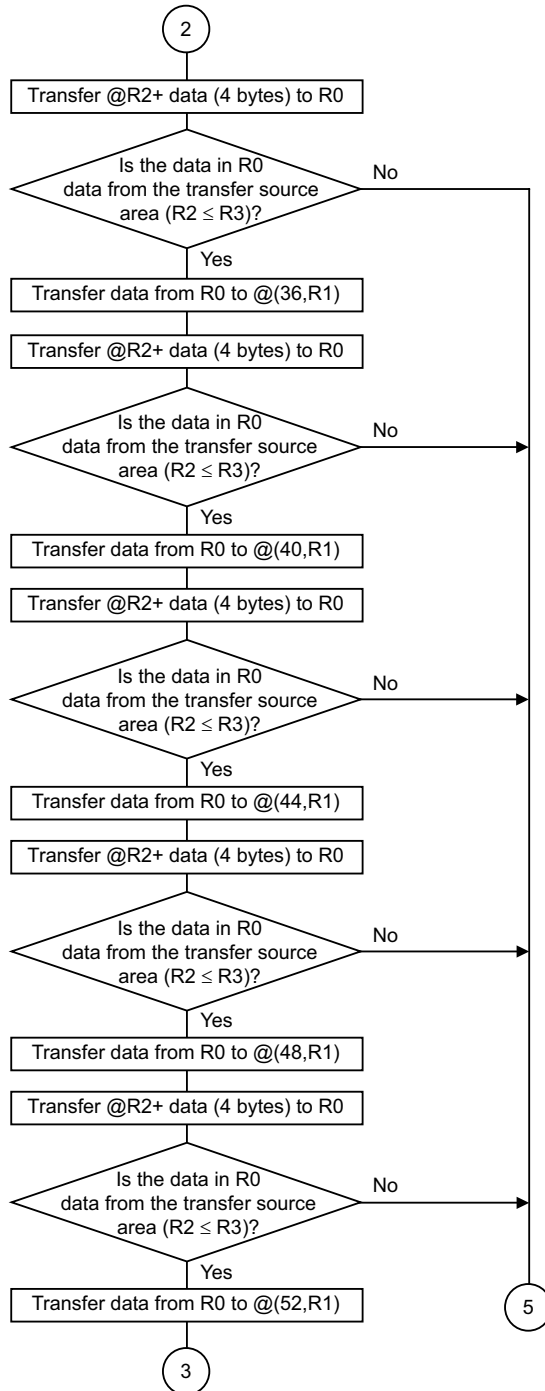 2
Transfer @R2+ data (4 bytes) to R0
Is the data in R0
data from the transfer source
area (R2 ≤ R3)?
No
Yes
Transfer data from R0 to @(36,R1)
Transfer @R2+ data (4 bytes) to R0
Is the data in R0
data from the transfer source
area (R2 ≤ R3)?
No
Yes
Transfer data from R0 to @(40,R1)
Transfer @R2+ data (4 bytes) to R0
Is the data in R0
data from the transfer source
area (R2 ≤ R3)?
No
Yes
Transfer data from R0 to @(44,R1)
Transfer @R2+ data (4 bytes) to R0
Is the data in R0
data from the transfer source
area (R2 ≤ R3)?
No
Yes
Transfer data from R0 to @(48,R1)
Transfer @R2+ data (4 bytes) to R0
Is the data in R0
data from the transfer source
area (R2 ≤ R3)?
No
Yes
Transfer data from R0 to @(52,R1)
5
3